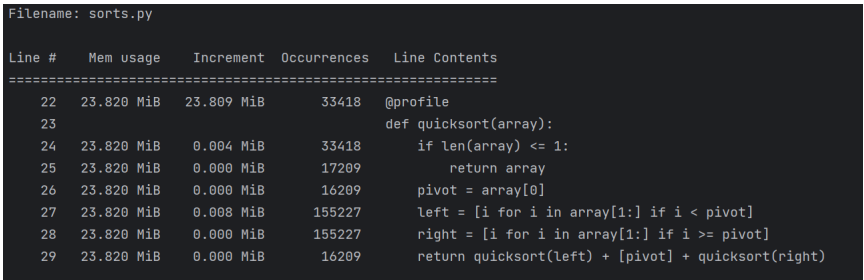 Filename: sorts.py
Line #    Mem usage    Increment  Occurrences   Line Contents
=============================================================
    22   23.820 MiB   23.809 MiB       33418   @profile
    23                                         def quicksort(array):
    24   23.820 MiB    0.004 MiB       33418       if len(array) <= 1:
    25   23.820 MiB    0.000 MiB       17209           return array
    26   23.820 MiB    0.000 MiB       16209       pivot = array[0]
    27   23.820 MiB    0.008 MiB      155227       left = [i for i in array[1:] if i < pivot]
    28   23.820 MiB    0.000 MiB      155227       right = [i for i in array[1:] if i >= pivot]
    29   23.820 MiB    0.000 MiB       16209       return quicksort(left) + [pivot] + quicksort(right)